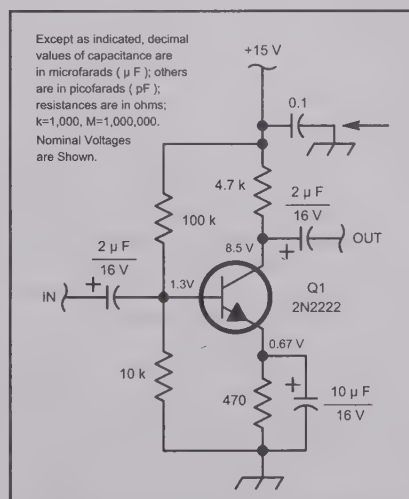 Except as indicated, decimal
values of capacitance are
in microfarads ( µ F ); others
are in picofarads ( pF );
resistances are in ohms;
k=1,000, M=1,000,000.
Nominal Voltages
are Shown.
+15 V
0.1
4.7 k
2 µ F
16 V
100 k
8.5 V
+
OUT
2 µ F
16 V
+
1.3V
IN
Q1
2N2222
0.67 V
10 k
470
+
10 µ F
16 V